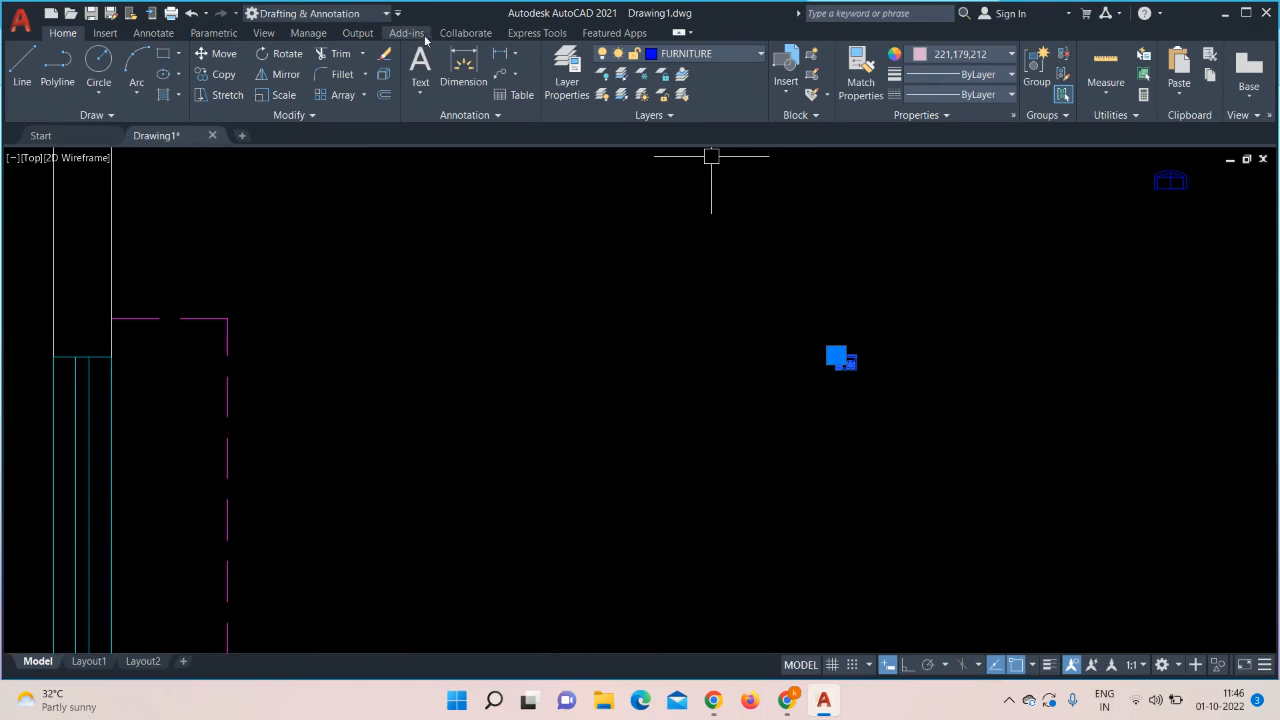 Drafting & Annotation
Autodesk AutoCAD 2021 Drawing1.dwg
Type a keyword or phrase
Sign In
Home Insert Annotate Parametric View Manage Output Add-ins Collaborate Express Tools Featured Apps
Line Polyline Circle Arc
Move Rotate Trim
Copy Mirror Fillet
Stretch Scale Array
Text Dimension Table
Layer Properties
FURNITURE
Insert
Match Properties
221,179,212
ByLayer
ByLayer
Group
Measure
Paste
Base
Draw Modify Annotation Layers Block Properties Groups Utilities Clipboard View
Start Drawing1*
[−][Top][2D Wireframe]
Model Layout1 Layout2
MODEL 1:1
32°C
Partly sunny
ENG
IN
11:46
01-10-2022
3